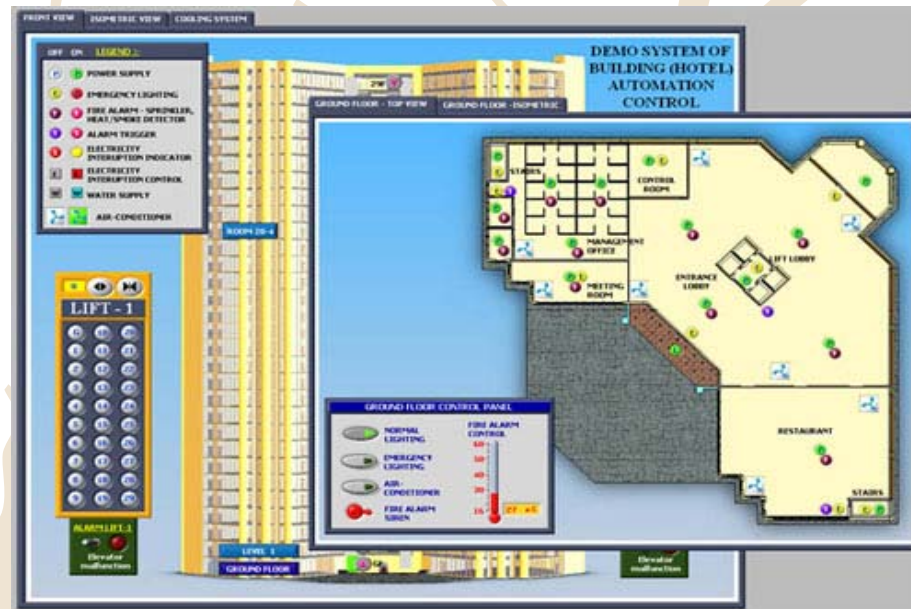 FRONT VIEW
ISOMETRIC VIEW
COOLING SYSTEM
OFF ON LEGEND :
POWER SUPPLY
EMERGENCY LIGHTING
FIRE ALARM - SPRINKLER,
HEAT/SMOKE DETECTOR
ALARM TRIGGER
ELECTRICITY
INTERUPTION INDICATOR
ELECTRICITY
INTERUPTION CONTROL
WATER SUPPLY
AIR-CONDITIONER
DEMO SYSTEM OF
BUILDING (HOTEL)
AUTOMATION
CONTROL
GROUND FLOOR - TOP VIEW
GROUND FLOOR -ISOMETRIC
STAIRS
CONTROL
ROOM
MANAGEMENT
OFFICE
MEETING
ROOM
ENTRANCE
LOBBY
LIFT LOBBY
RESTAURANT
STAIRS
ROOM 20-4
LIFT - 1
ALARM LIFT-1
Elevator
malfunction
GROUND FLOOR CONTROL PANEL
NORMAL
LIGHTING
EMERGENCY
LIGHTING
AIR-
CONDITIONER
FIRE ALARM
SIREN
FIRE ALARM
CONTROL
LEVEL 1
GROUND FLOOR
Elevator
malfunction